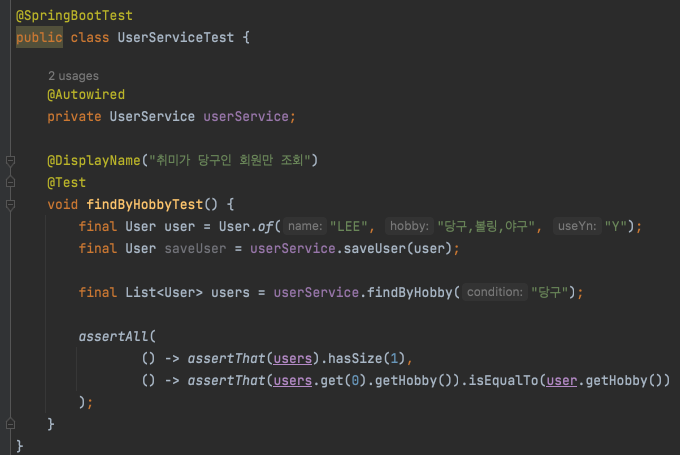 @SpringBootTest
public class UserServiceTest {
2 usages
@Autowired
private UserService userService;
@DisplayName("취미가 당구인 회원만 조회")
@Test
void findByHobbyTest() {
final User user = User.of( name: "LEE", hobby: "당구,볼링,야구", useYn: "Y");
final User saveUser = userService.saveUser(user);
final List<User> users = userService.findByHobby( condition: "당구");
assertAll(
() -> assertThat(users).hasSize(1),
() -> assertThat(users.get(0).getHobby()).isEqualTo(user.getHobby())
);
}
}